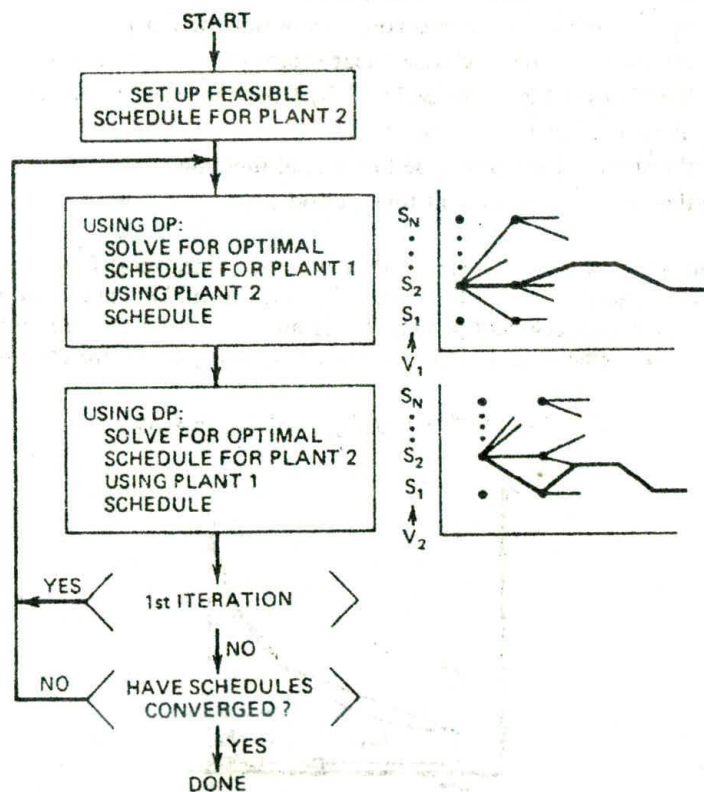 START
SET UP FEASIBLE
SCHEDULE FOR PLANT 2
USING DP:
SOLVE FOR OPTIMAL
SCHEDULE FOR PLANT 1
USING PLANT 2
SCHEDULE
S_N
S_2
S_1
V_1
USING DP:
SOLVE FOR OPTIMAL
SCHEDULE FOR PLANT 2
USING PLANT 1
SCHEDULE
S_N
S_2
S_1
V_2
YES
1st ITERATION
NO
NO
HAVE SCHEDULES
CONVERGED ?
YES
DONE